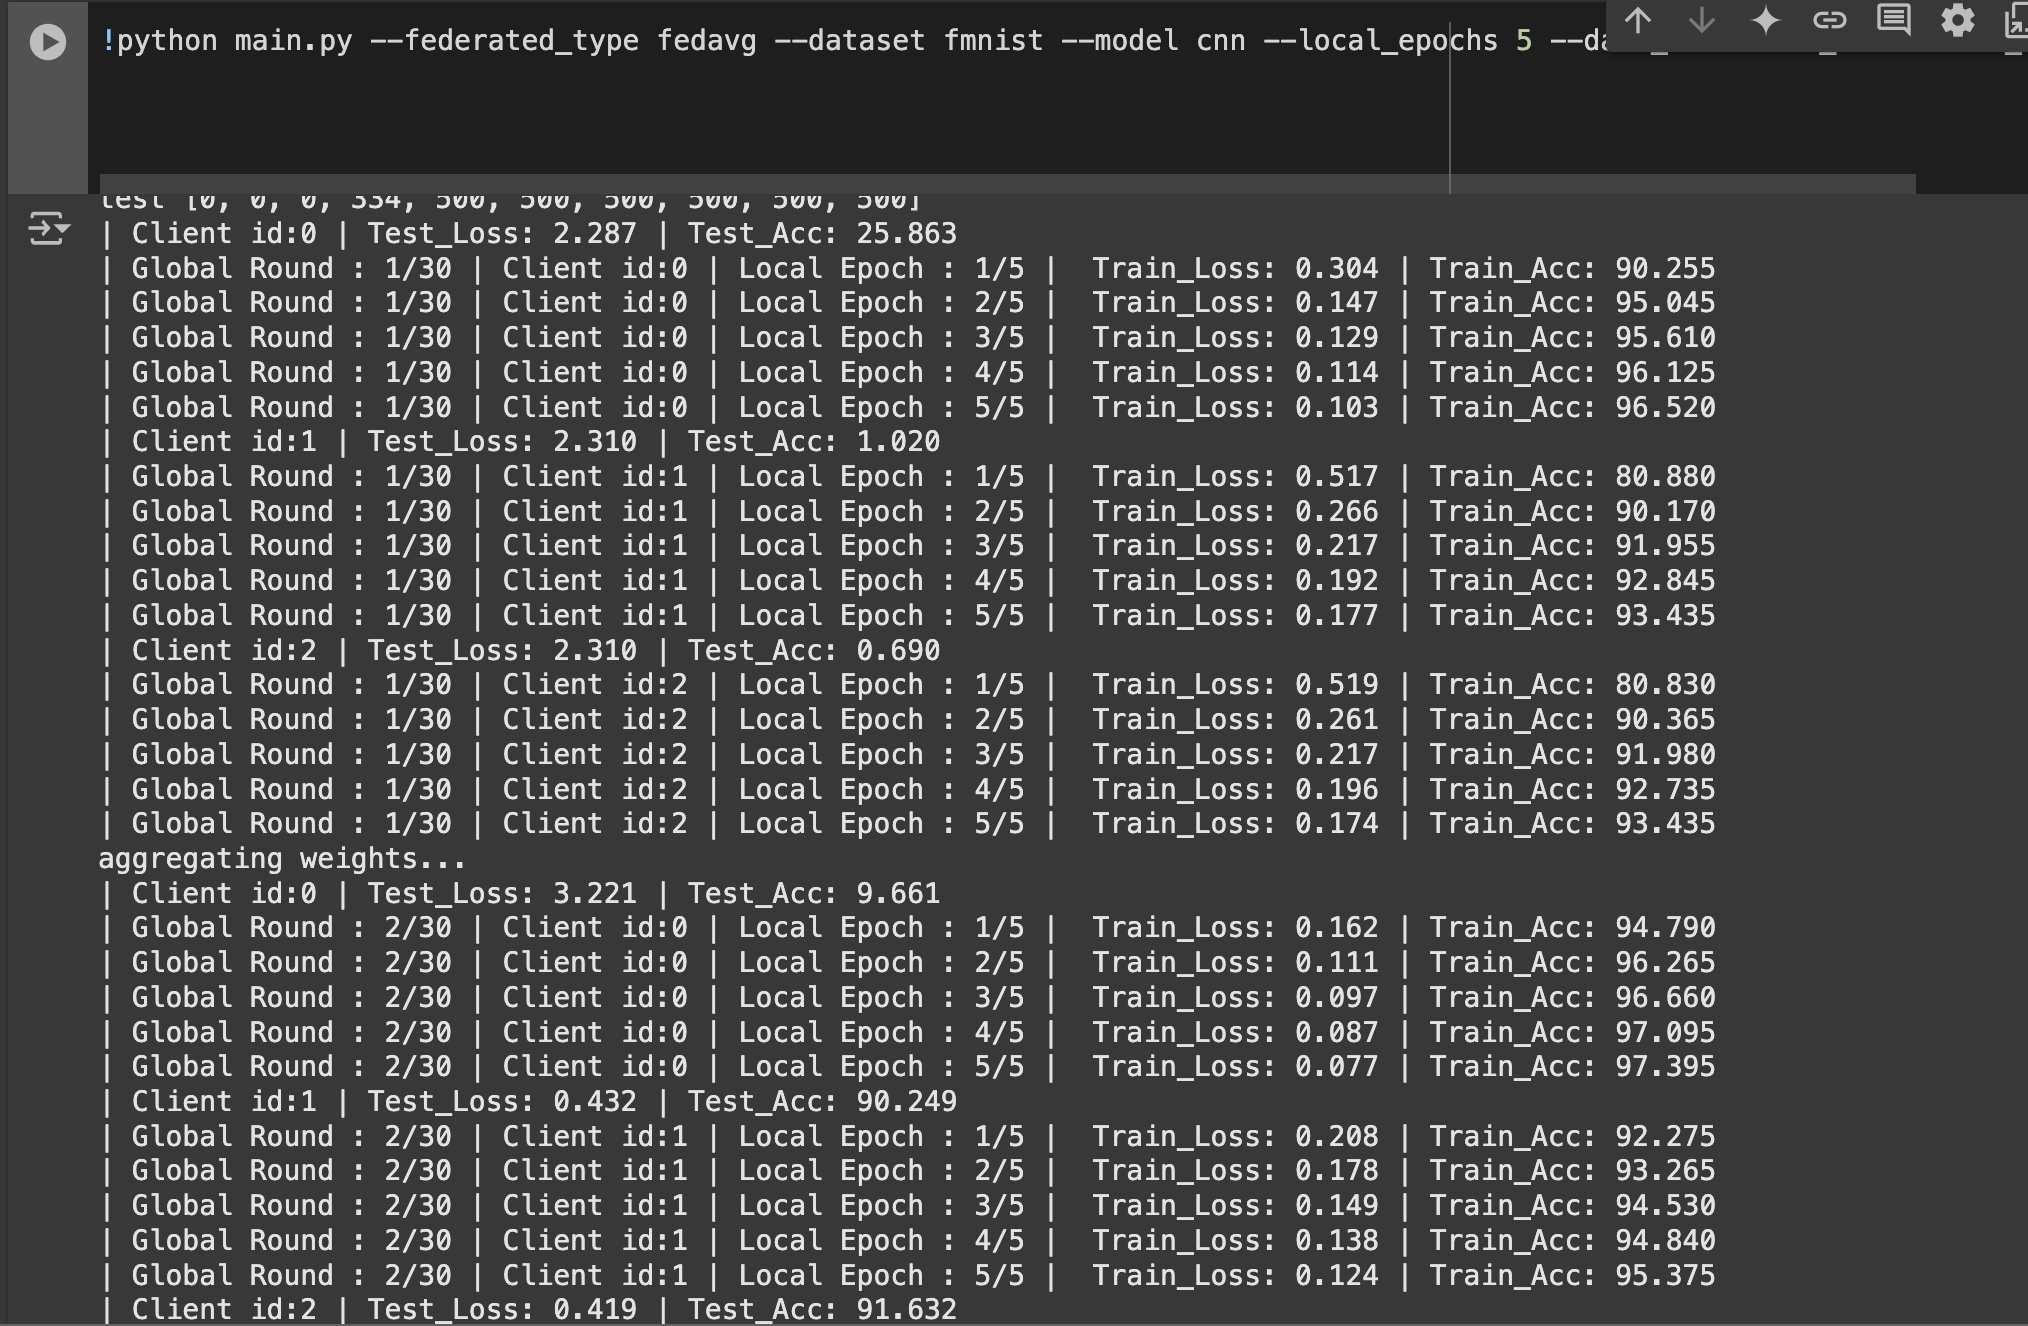 !python main.py --federated_type fedavg --dataset fmnist --model cnn --local_epochs 5
test [0, 0, 0, 334, 500, 500, 500, 500, 500, 500]
| Client id:0 | Test_Loss: 2.287 | Test_Acc: 25.863
| Global Round : 1/30 | Client id:0 | Local Epoch : 1/5 |  Train_Loss: 0.304 | Train_Acc: 90.255
| Global Round : 1/30 | Client id:0 | Local Epoch : 2/5 |  Train_Loss: 0.147 | Train_Acc: 95.045
| Global Round : 1/30 | Client id:0 | Local Epoch : 3/5 |  Train_Loss: 0.129 | Train_Acc: 95.610
| Global Round : 1/30 | Client id:0 | Local Epoch : 4/5 |  Train_Loss: 0.114 | Train_Acc: 96.125
| Global Round : 1/30 | Client id:0 | Local Epoch : 5/5 |  Train_Loss: 0.103 | Train_Acc: 96.520
| Client id:1 | Test_Loss: 2.310 | Test_Acc: 1.020
| Global Round : 1/30 | Client id:1 | Local Epoch : 1/5 |  Train_Loss: 0.517 | Train_Acc: 80.880
| Global Round : 1/30 | Client id:1 | Local Epoch : 2/5 |  Train_Loss: 0.266 | Train_Acc: 90.170
| Global Round : 1/30 | Client id:1 | Local Epoch : 3/5 |  Train_Loss: 0.217 | Train_Acc: 91.955
| Global Round : 1/30 | Client id:1 | Local Epoch : 4/5 |  Train_Loss: 0.192 | Train_Acc: 92.845
| Global Round : 1/30 | Client id:1 | Local Epoch : 5/5 |  Train_Loss: 0.177 | Train_Acc: 93.435
| Client id:2 | Test_Loss: 2.310 | Test_Acc: 0.690
| Global Round : 1/30 | Client id:2 | Local Epoch : 1/5 |  Train_Loss: 0.519 | Train_Acc: 80.830
| Global Round : 1/30 | Client id:2 | Local Epoch : 2/5 |  Train_Loss: 0.261 | Train_Acc: 90.365
| Global Round : 1/30 | Client id:2 | Local Epoch : 3/5 |  Train_Loss: 0.217 | Train_Acc: 91.980
| Global Round : 1/30 | Client id:2 | Local Epoch : 4/5 |  Train_Loss: 0.196 | Train_Acc: 92.735
| Global Round : 1/30 | Client id:2 | Local Epoch : 5/5 |  Train_Loss: 0.174 | Train_Acc: 93.435
aggregating weights...
| Client id:0 | Test_Loss: 3.221 | Test_Acc: 9.661
| Global Round : 2/30 | Client id:0 | Local Epoch : 1/5 |  Train_Loss: 0.162 | Train_Acc: 94.790
| Global Round : 2/30 | Client id:0 | Local Epoch : 2/5 |  Train_Loss: 0.111 | Train_Acc: 96.265
| Global Round : 2/30 | Client id:0 | Local Epoch : 3/5 |  Train_Loss: 0.097 | Train_Acc: 96.660
| Global Round : 2/30 | Client id:0 | Local Epoch : 4/5 |  Train_Loss: 0.087 | Train_Acc: 97.095
| Global Round : 2/30 | Client id:0 | Local Epoch : 5/5 |  Train_Loss: 0.077 | Train_Acc: 97.395
| Client id:1 | Test_Loss: 0.432 | Test_Acc: 90.249
| Global Round : 2/30 | Client id:1 | Local Epoch : 1/5 |  Train_Loss: 0.208 | Train_Acc: 92.275
| Global Round : 2/30 | Client id:1 | Local Epoch : 2/5 |  Train_Loss: 0.178 | Train_Acc: 93.265
| Global Round : 2/30 | Client id:1 | Local Epoch : 3/5 |  Train_Loss: 0.149 | Train_Acc: 94.530
| Global Round : 2/30 | Client id:1 | Local Epoch : 4/5 |  Train_Loss: 0.138 | Train_Acc: 94.840
| Global Round : 2/30 | Client id:1 | Local Epoch : 5/5 |  Train_Loss: 0.124 | Train_Acc: 95.375
| Client id:2 | Test_Loss: 0.419 | Test_Acc: 91.632